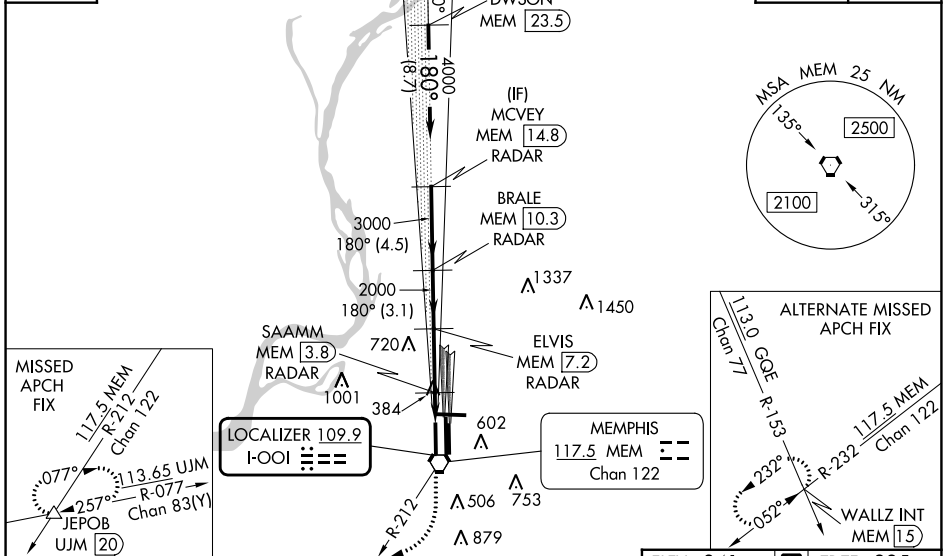 DWSON
MEM 23.5
180°
(8.7)
4000
(IF)
MCVEY
MEM 14.8
RADAR
MSA MEM 25 NM
135°
2500
2100
315°
BRALE
MEM 10.3
RADAR
3000
180° (4.5)
1337
1450
2000
180° (3.1)
SAAMM
MEM 3.8
RADAR
720
ELVIS
MEM 7.2
RADAR
1001
384
602
LOCALIZER 109.9
I-OOI
MEMPHIS
117.5 MEM
Chan 122
R-212
506
753
879
MISSED
APCH
FIX
117.5 MEM
R-212
Chan 122
077°
113.65 UJM
257°
R-077
Chan 83(Y)
JEPOB
UJM 20
ALTERNATE MISSED
APCH FIX
113.0 GQE
Chan 77
R-153
117.5 MEM
R-232
Chan 122
232°
052°
WALLZ INT
MEM 15